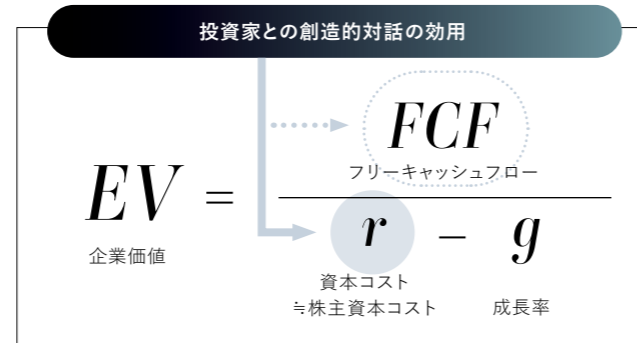 投資家との創造的対話の効用
FCF
フリーキャッシュフロー
EV =
企業価値
r − g
資本コスト
≒株主資本コスト
成長率